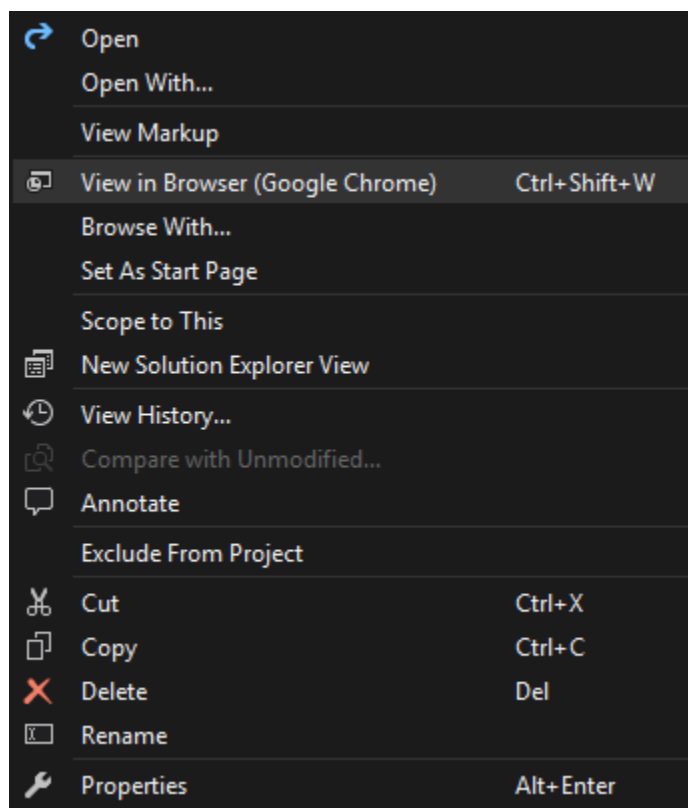 Open
Open With...
View Markup
View in Browser (Google Chrome) Ctrl+Shift+W
Browse With...
Set As Start Page
Scope to This
New Solution Explorer View
View History...
Compare with Unmodified...
Annotate
Exclude From Project
Cut Ctrl+X
Copy Ctrl+C
Delete Del
Rename
Properties Alt+Enter